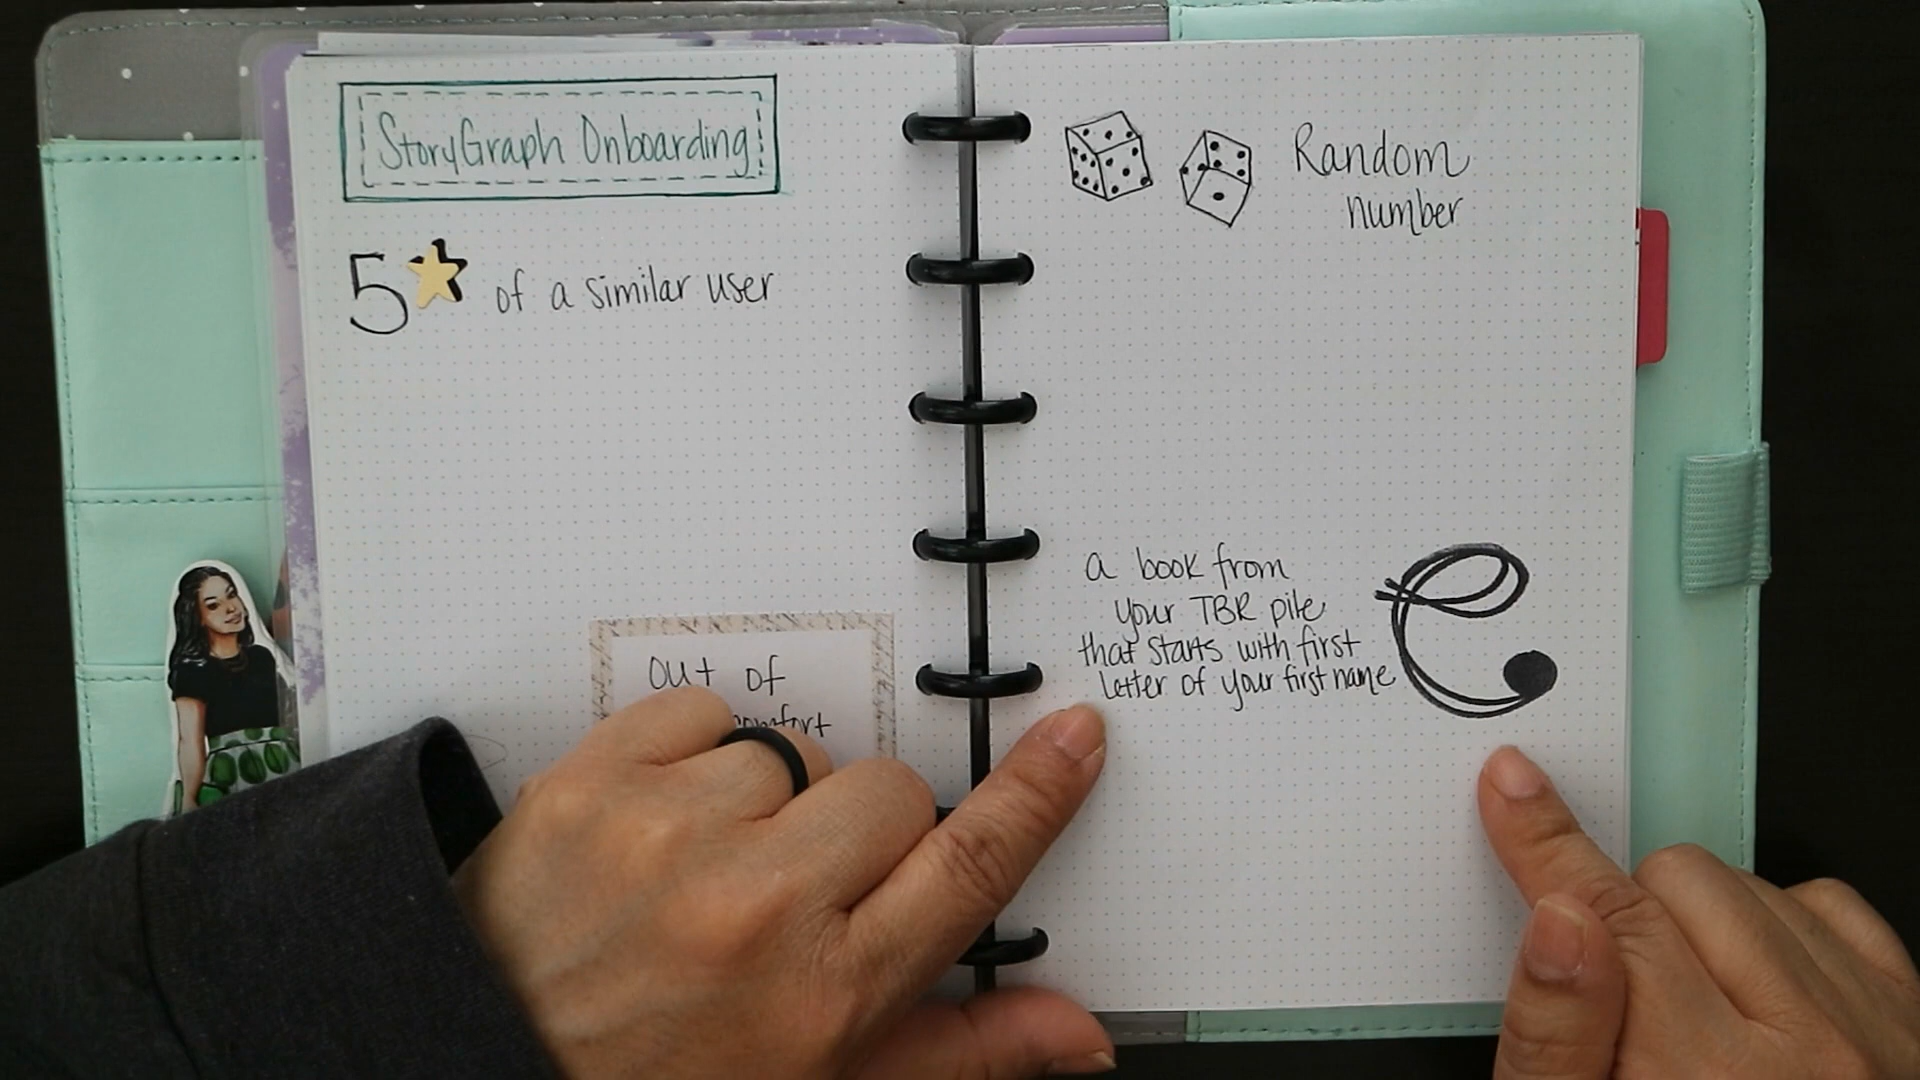 StoryGraph Onboarding
5 of a similar user
out of
comfort
Random
number
a book from
your TBR pile
that starts with first
letter of your first name
e